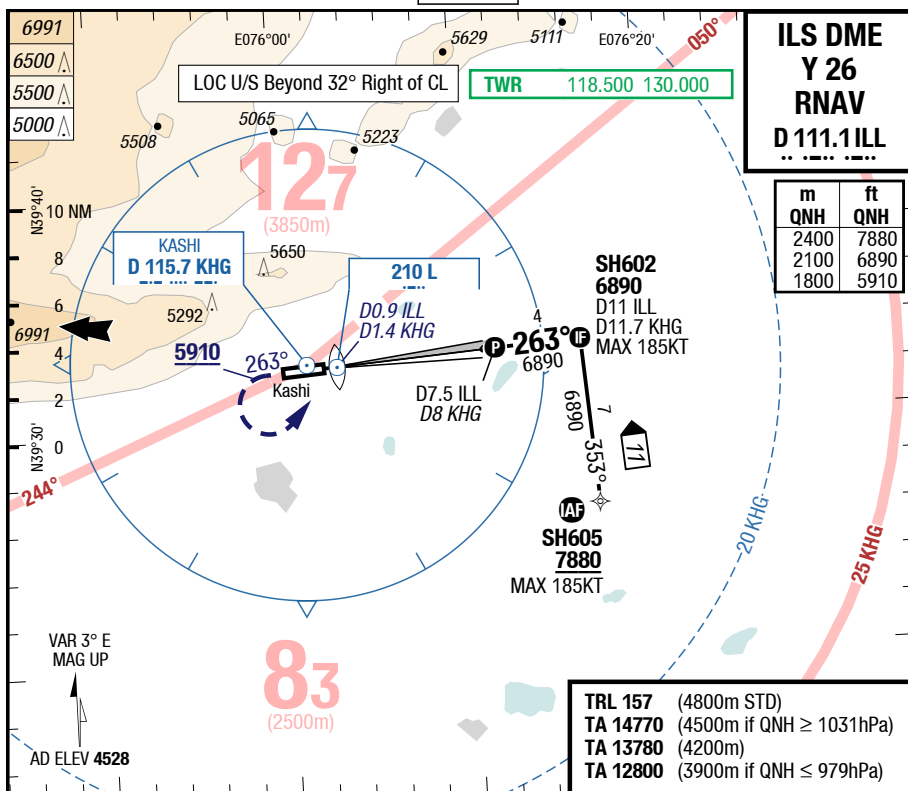 6991
6500
5500
5000
E076°00'
5629
5111
E076°20'
050°
LOC U/S Beyond 32° Right of CL
TWR 118.500 130.000
ILS DME
Y 26
RNAV
D 111.1 ILL
m ft
QNH QNH
2400 7880
2100 6890
1800 5910
5508
5065
5223
127
(3850m)
N39°40'
10 NM
8
6
4
2
0
N39°30'
KASHI
D 115.7 KHG
5650
5292
210 L
D0.9 ILL
D1.4 KHG
6991
5910
263°
Kashi
SH602
6890
D11 ILL
D11.7 KHG
MAX 185KT
4
P
-263°
IF
6890
D7.5 ILL
D8 KHG
7
6890
353°
11
IAF
SH605
7880
MAX 185KT
244°
20 KHG
25 KHG
83
(2500m)
VAR 3° E
MAG UP
AD ELEV 4528
TRL 157 (4800m STD)
TA 14770 (4500m if QNH ≥ 1031hPa)
TA 13780 (4200m)
TA 12800 (3900m if QNH ≤ 979hPa)